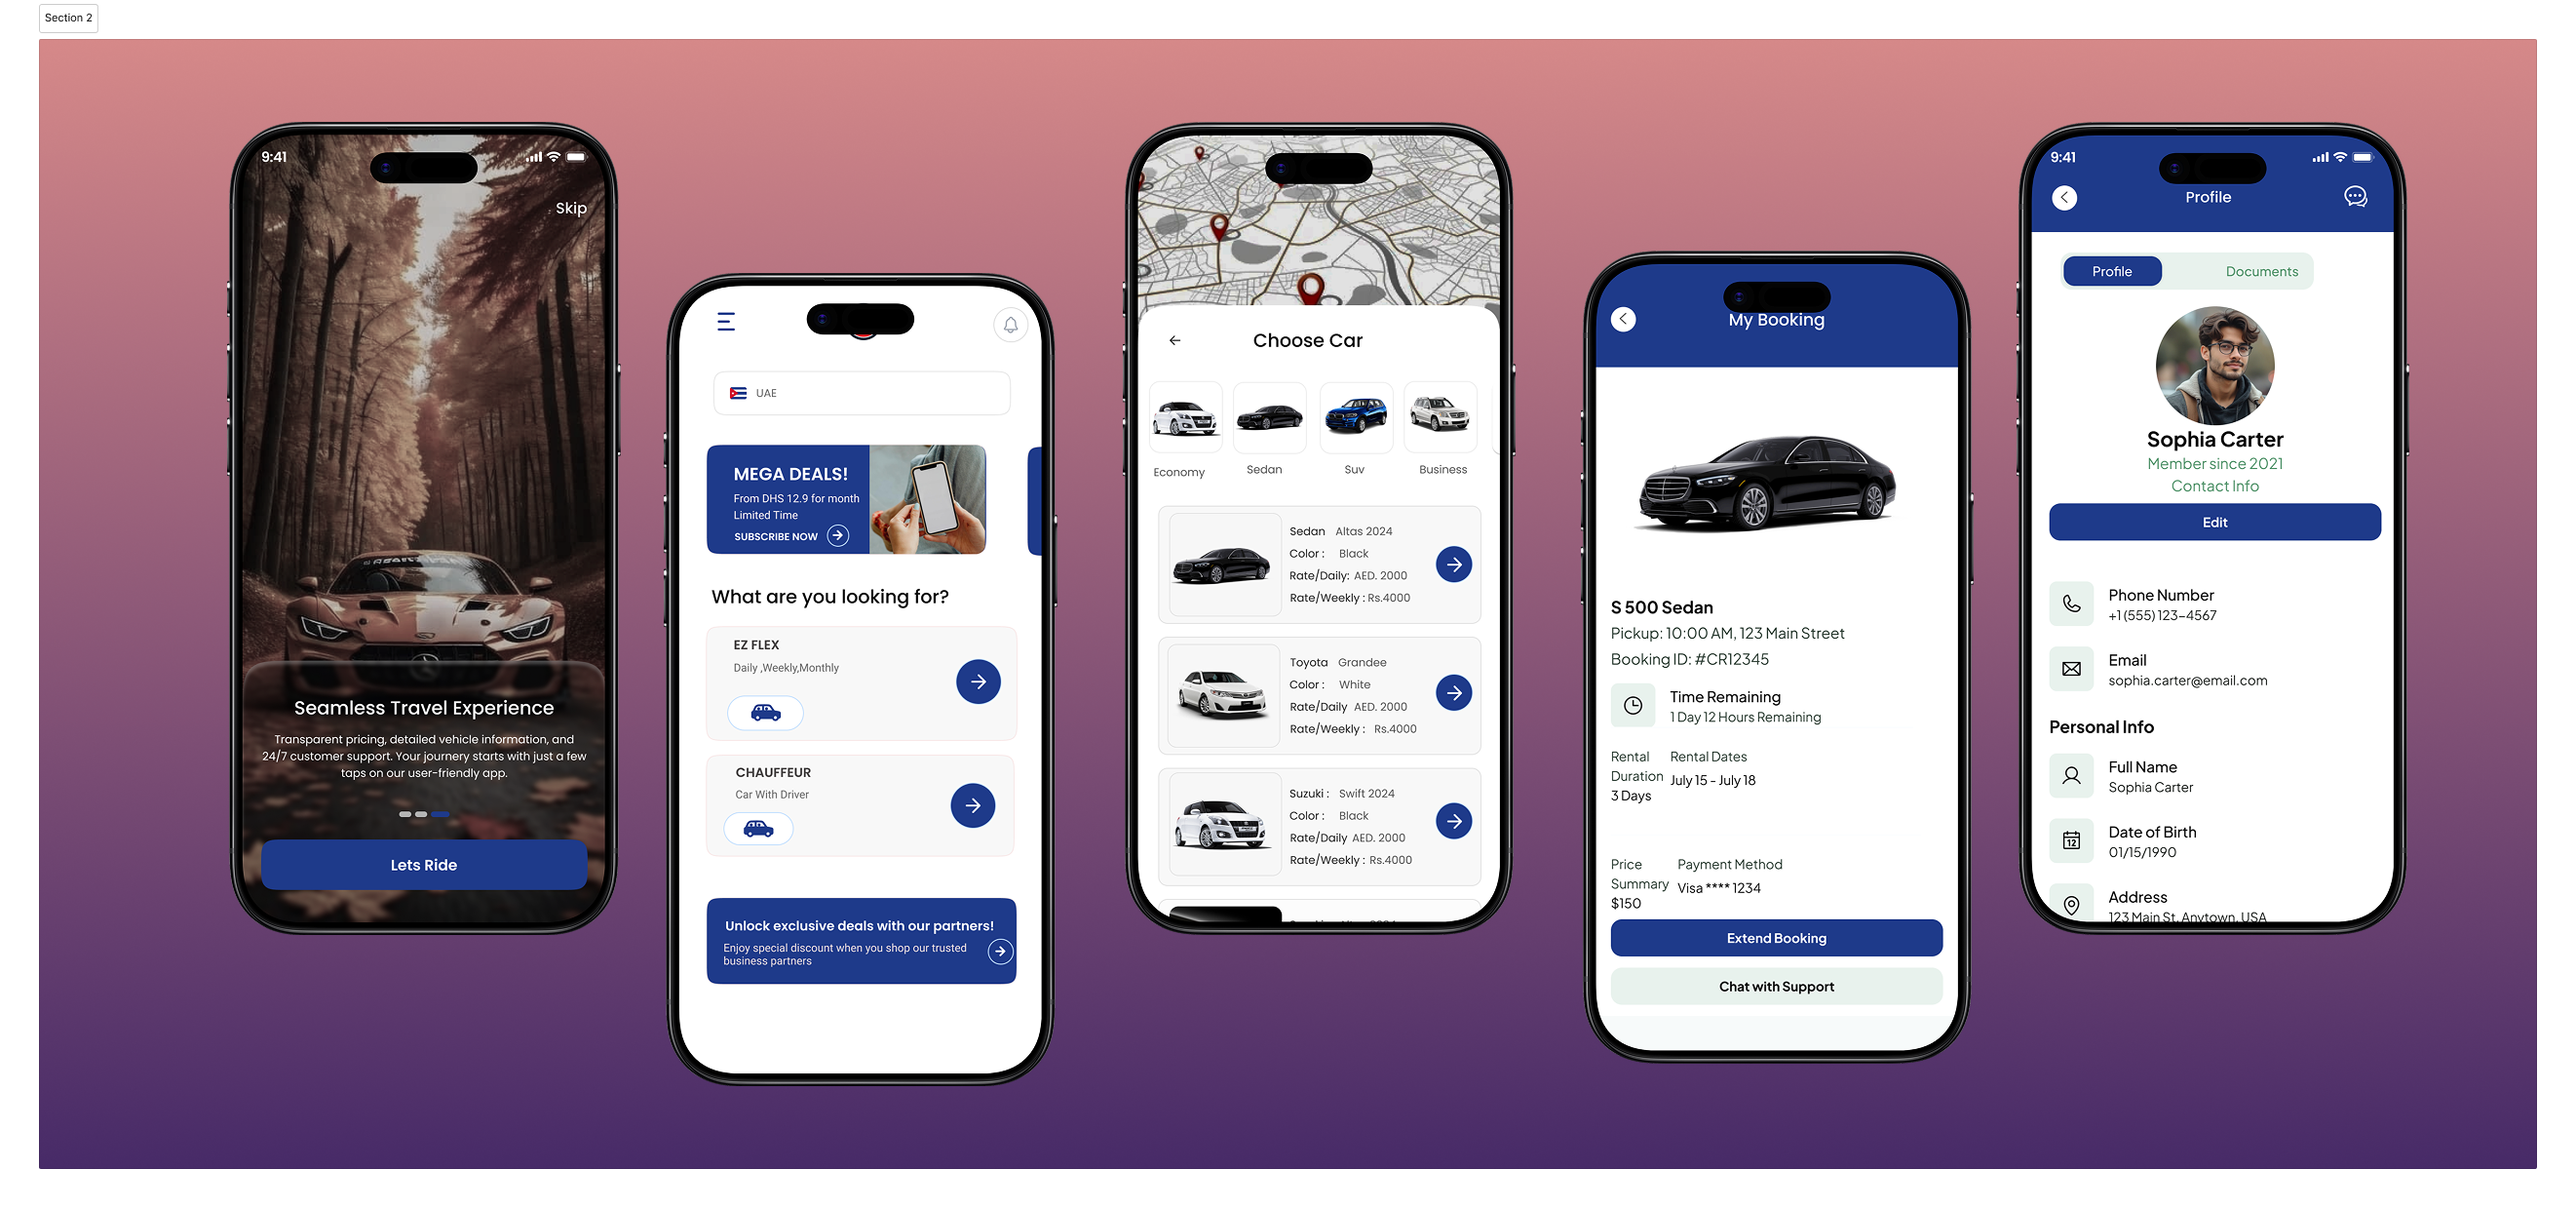 Section 2
9:41
Skip
Seamless Travel Experience
Transparent pricing, detailed vehicle information, and
24/7 customer support. Your journery starts with just a few
taps on our user-friendly app.
Lets Ride
UAE
MEGA DEALS!
From DHS 12.9 for month
Limited Time
SUBSCRIBE NOW
What are you looking for?
EZ FLEX
Daily ,Weekly,Monthly
CHAUFFEUR
Car With Driver
Unlock exclusive deals with our partners!
Enjoy special discount when you shop our trusted
business partners
Choose Car
Economy Sedan Suv Business
Sedan Altas 2024
Color : Black
Rate/Daily: AED. 2000
Rate/Weekly : Rs.4000
Toyota Grandee
Color : White
Rate/Daily AED. 2000
Rate/Weekly : Rs.4000
Suzuki : Swift 2024
Color : Black
Rate/Daily AED. 2000
Rate/Weekly : Rs.4000
My Booking
S 500 Sedan
Pickup: 10:00 AM, 123 Main Street
Booking ID: #CR12345
Time Remaining
1 Day 12 Hours Remaining
Rental
Duration
3 Days
Rental Dates
July 15 - July 18
Price
Summary
$150
Payment Method
Visa **** 1234
Extend Booking
Chat with Support
9:41
Profile
Profile Documents
Sophia Carter
Member since 2021
Contact Info
Edit
Phone Number
+1 (555) 123-4567
Email
sophia.carter@email.com
Personal Info
Full Name
Sophia Carter
12
Date of Birth
01/15/1990
Address
123 Main St, Anytown, USA